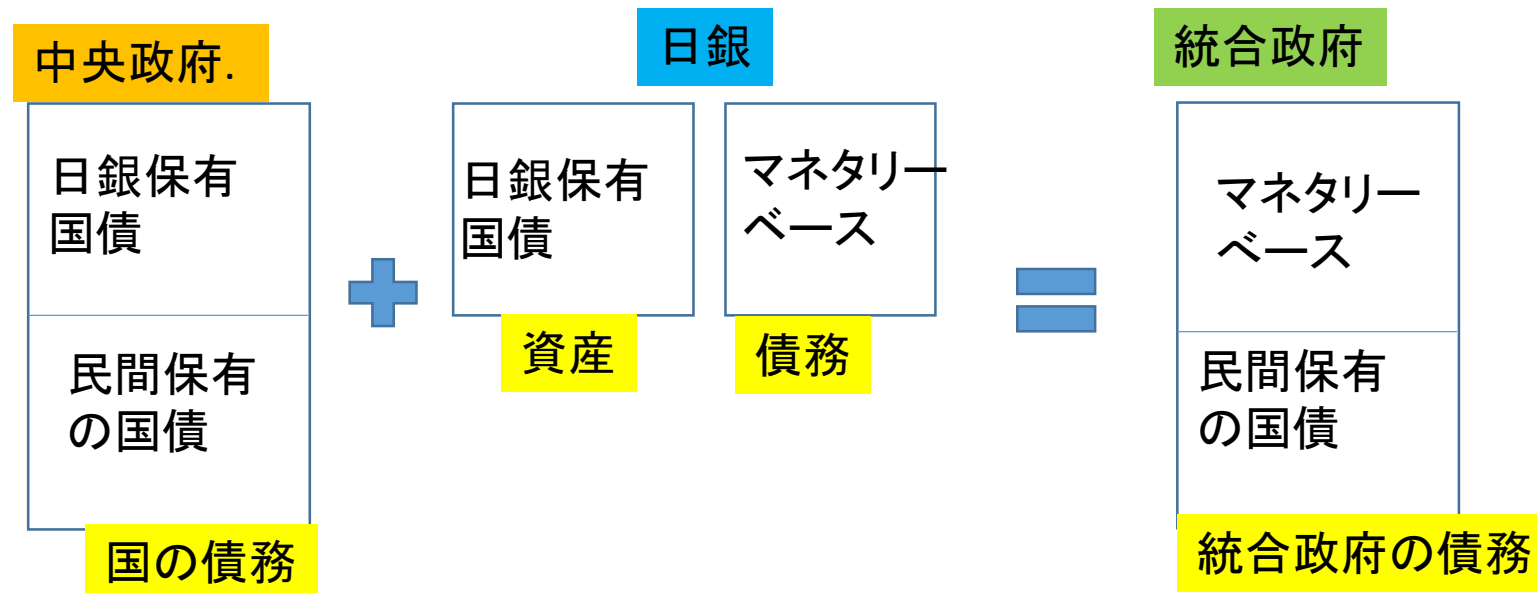 中央政府.
日銀
統合政府
日銀保有
国債
民間保有
の国債
国の債務
日銀保有
国債
資産
マネタリー
ベース
債務
マネタリー
ベース
民間保有
の国債
統合政府の債務